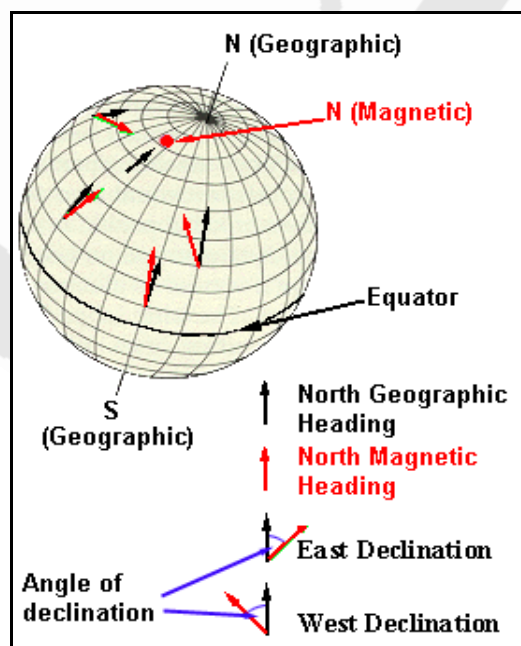 N (Geographic)
N (Magnetic)
Equator
S
(Geographic)
North Geographic
Heading
North Magnetic
Heading
East Declination
Angle of
declination
West Declination